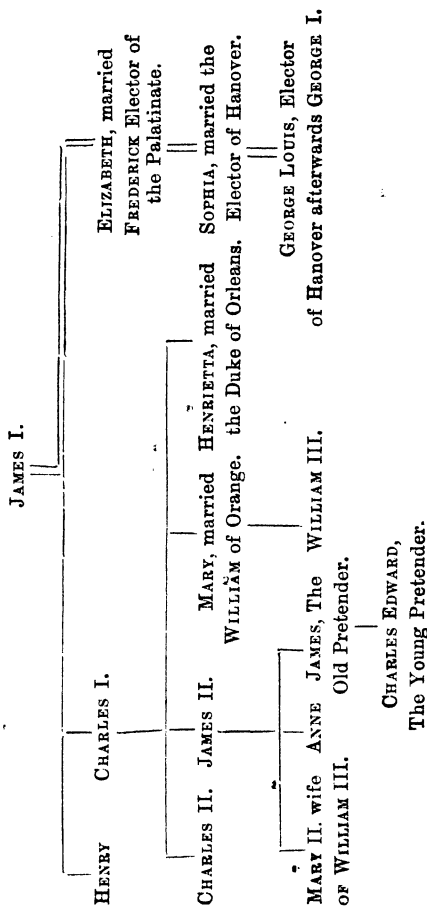 JAMES I.
HENRY
CHARLES I.
ELIZABETH, married
FREDERICK Elector of
the Palatinate.
CHARLES II.
JAMES II.
MARY, married
WILLIAM of Orange.
HENRIETTA, married
the Duke of Orleans.
SOPHIA, married the
Elector of Hanover.
MARY II. wife
OF WILLIAM III.
ANNE
JAMES, The
Old Pretender.
WILLIAM III.
GEORGE LOUIS, Elector
of Hanover afterwards GEORGE I.
CHARLES EDWARD,
The Young Pretender.